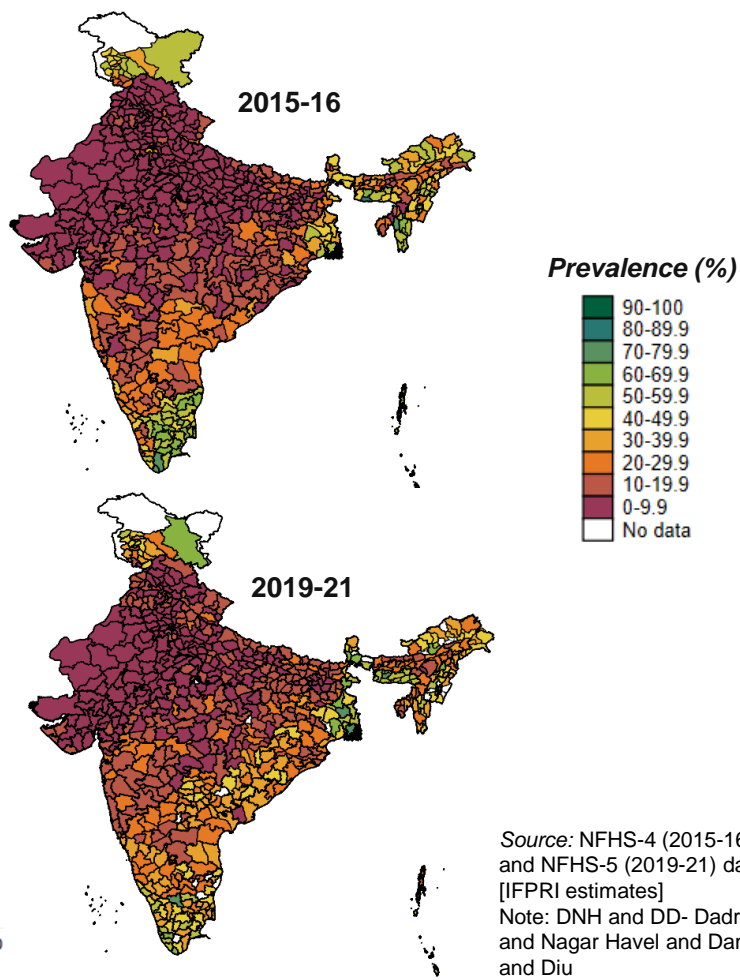 2015-16
Prevalence (%)
90-100
80-89.9
70-79.9
60-69.9
50-59.9
40-49.9
30-39.9
20-29.9
10-19.9
0-9.9
No data
2019-21
Source: NFHS-4 (2015-16
and NFHS-5 (2019-21) da
[IFPRI estimates]
Note: DNH and DD- Dadr
and Nagar Havel and Da
and Diu